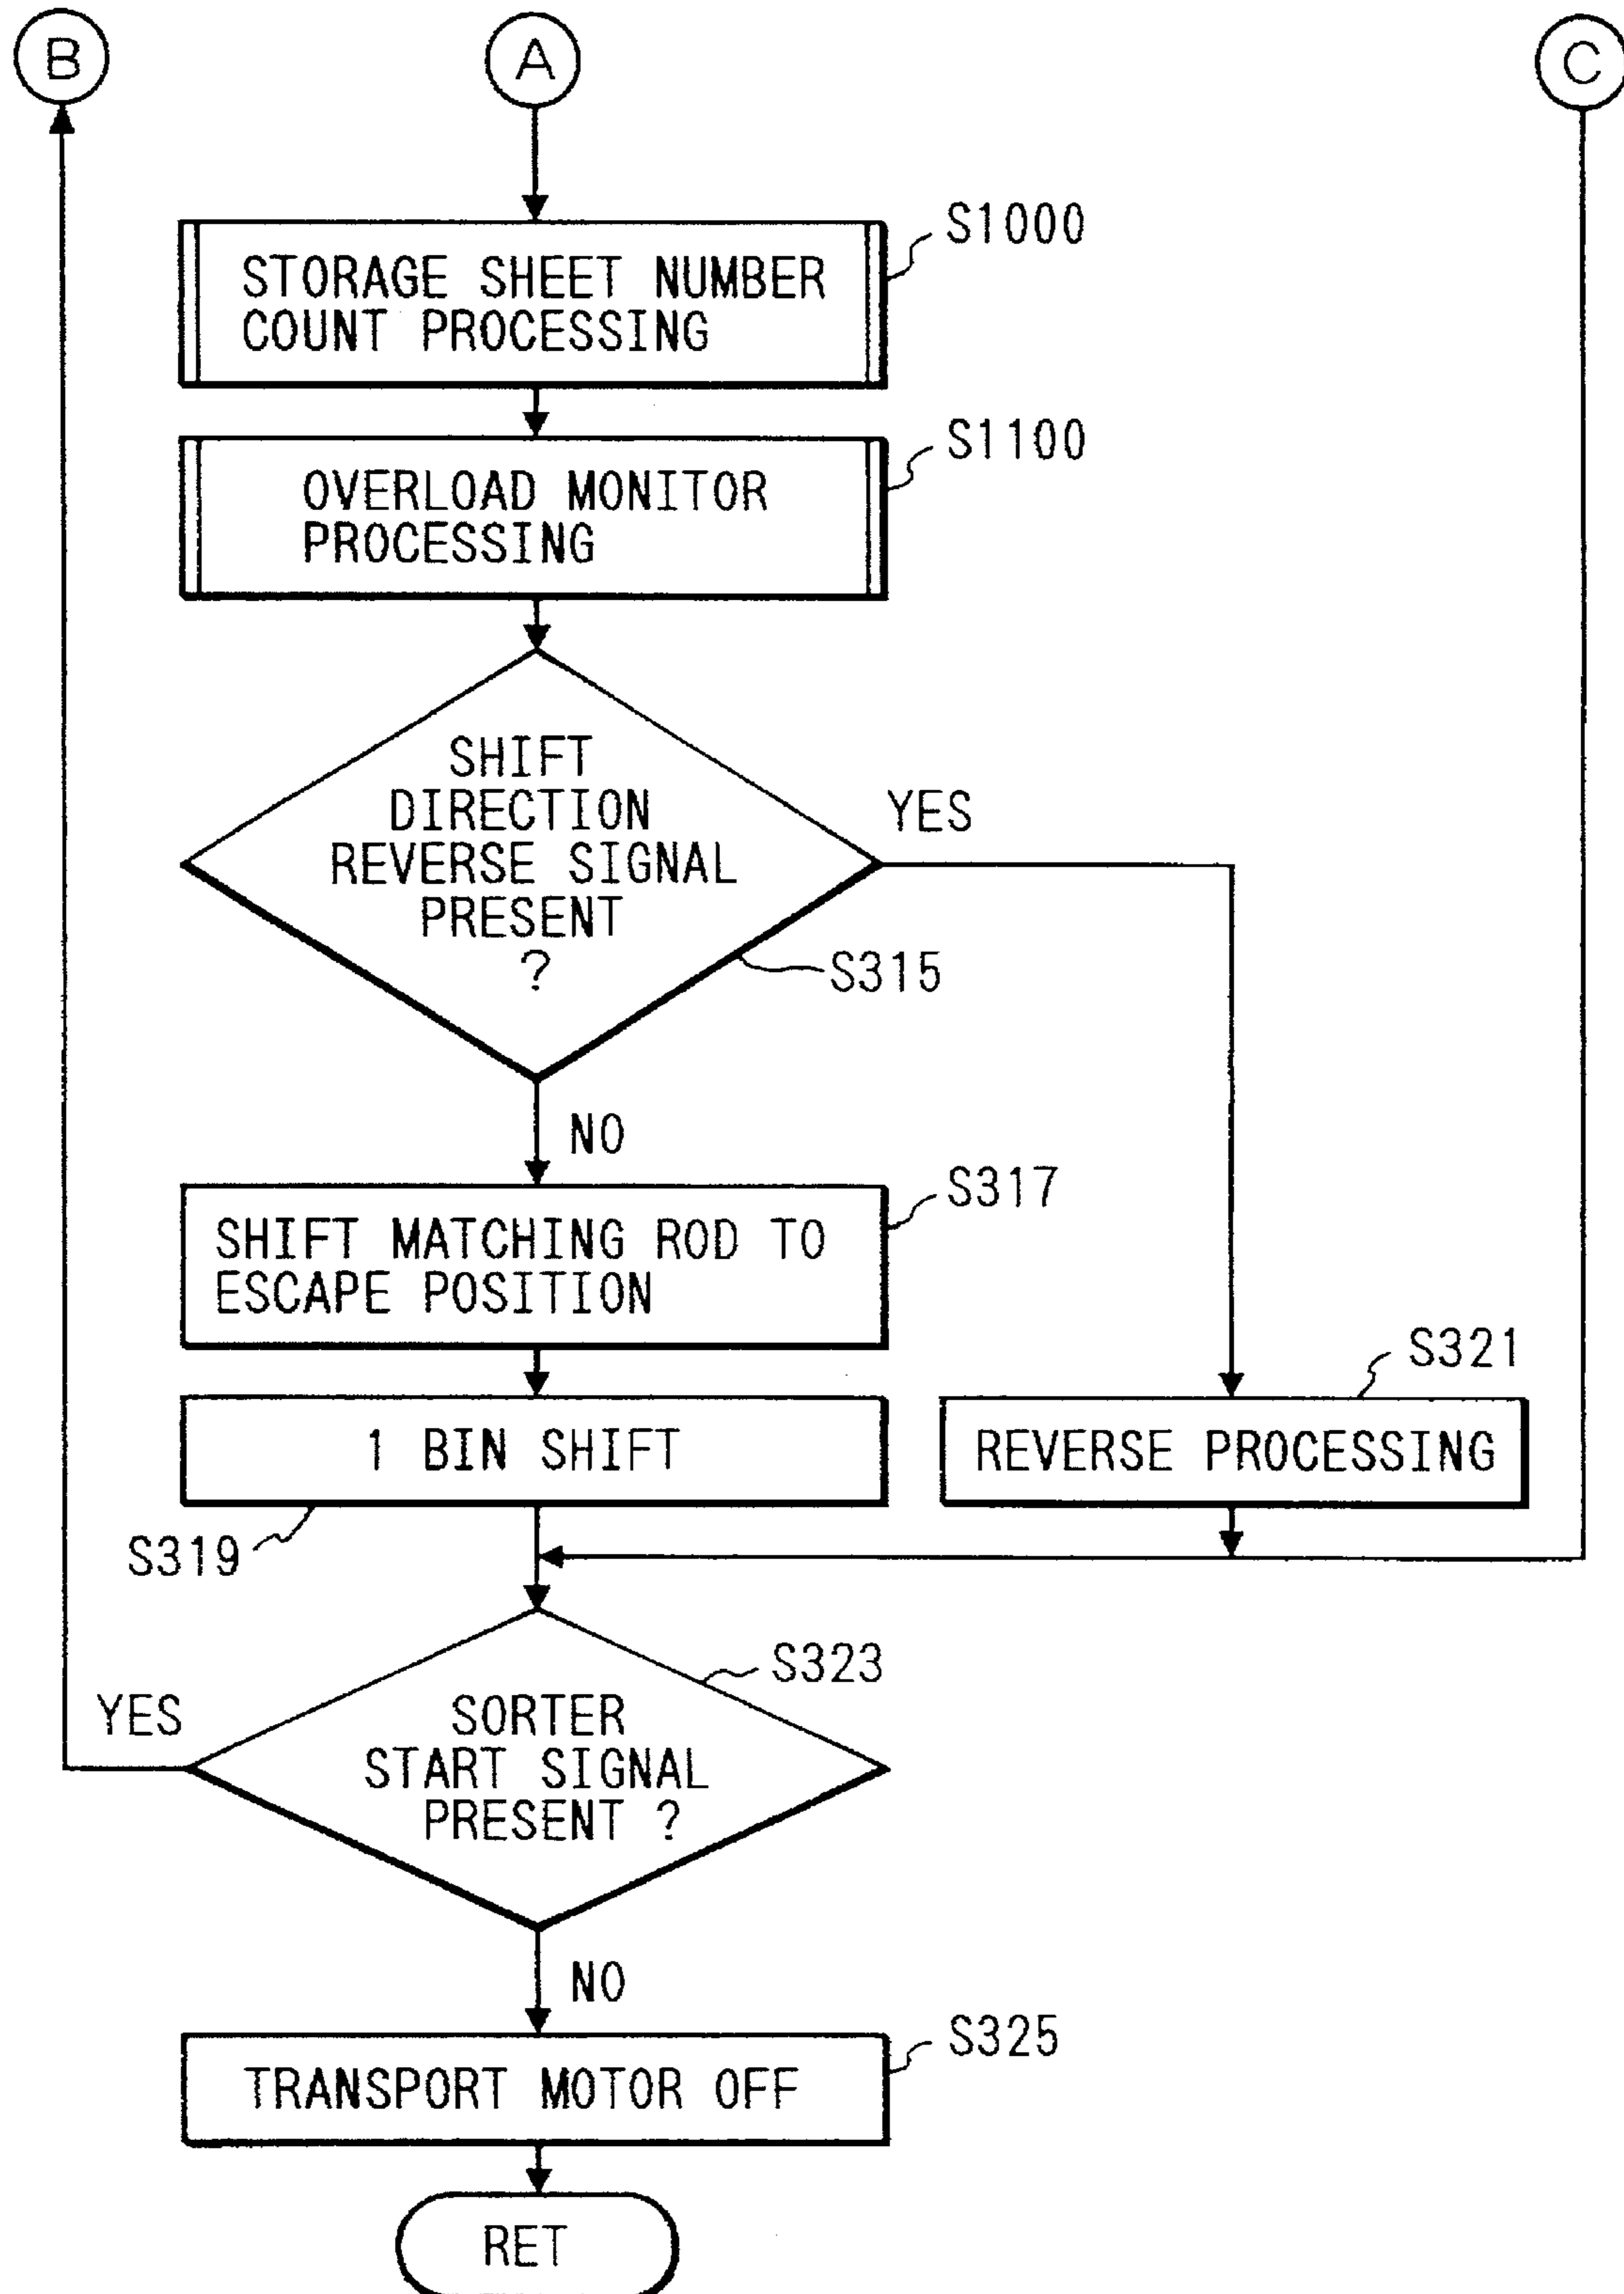 B
A
C
S1000
STORAGE SHEET NUMBER
COUNT PROCESSING
S1100
OVERLOAD MONITOR
PROCESSING
SHIFT
DIRECTION
REVERSE SIGNAL
PRESENT
?
YES
S315
NO
S317
SHIFT MATCHING ROD TO
ESCAPE POSITION
S321
1 BIN SHIFT
REVERSE PROCESSING
S319
S323
YES
SORTER
START SIGNAL
PRESENT ?
NO
S325
TRANSPORT MOTOR OFF
RET